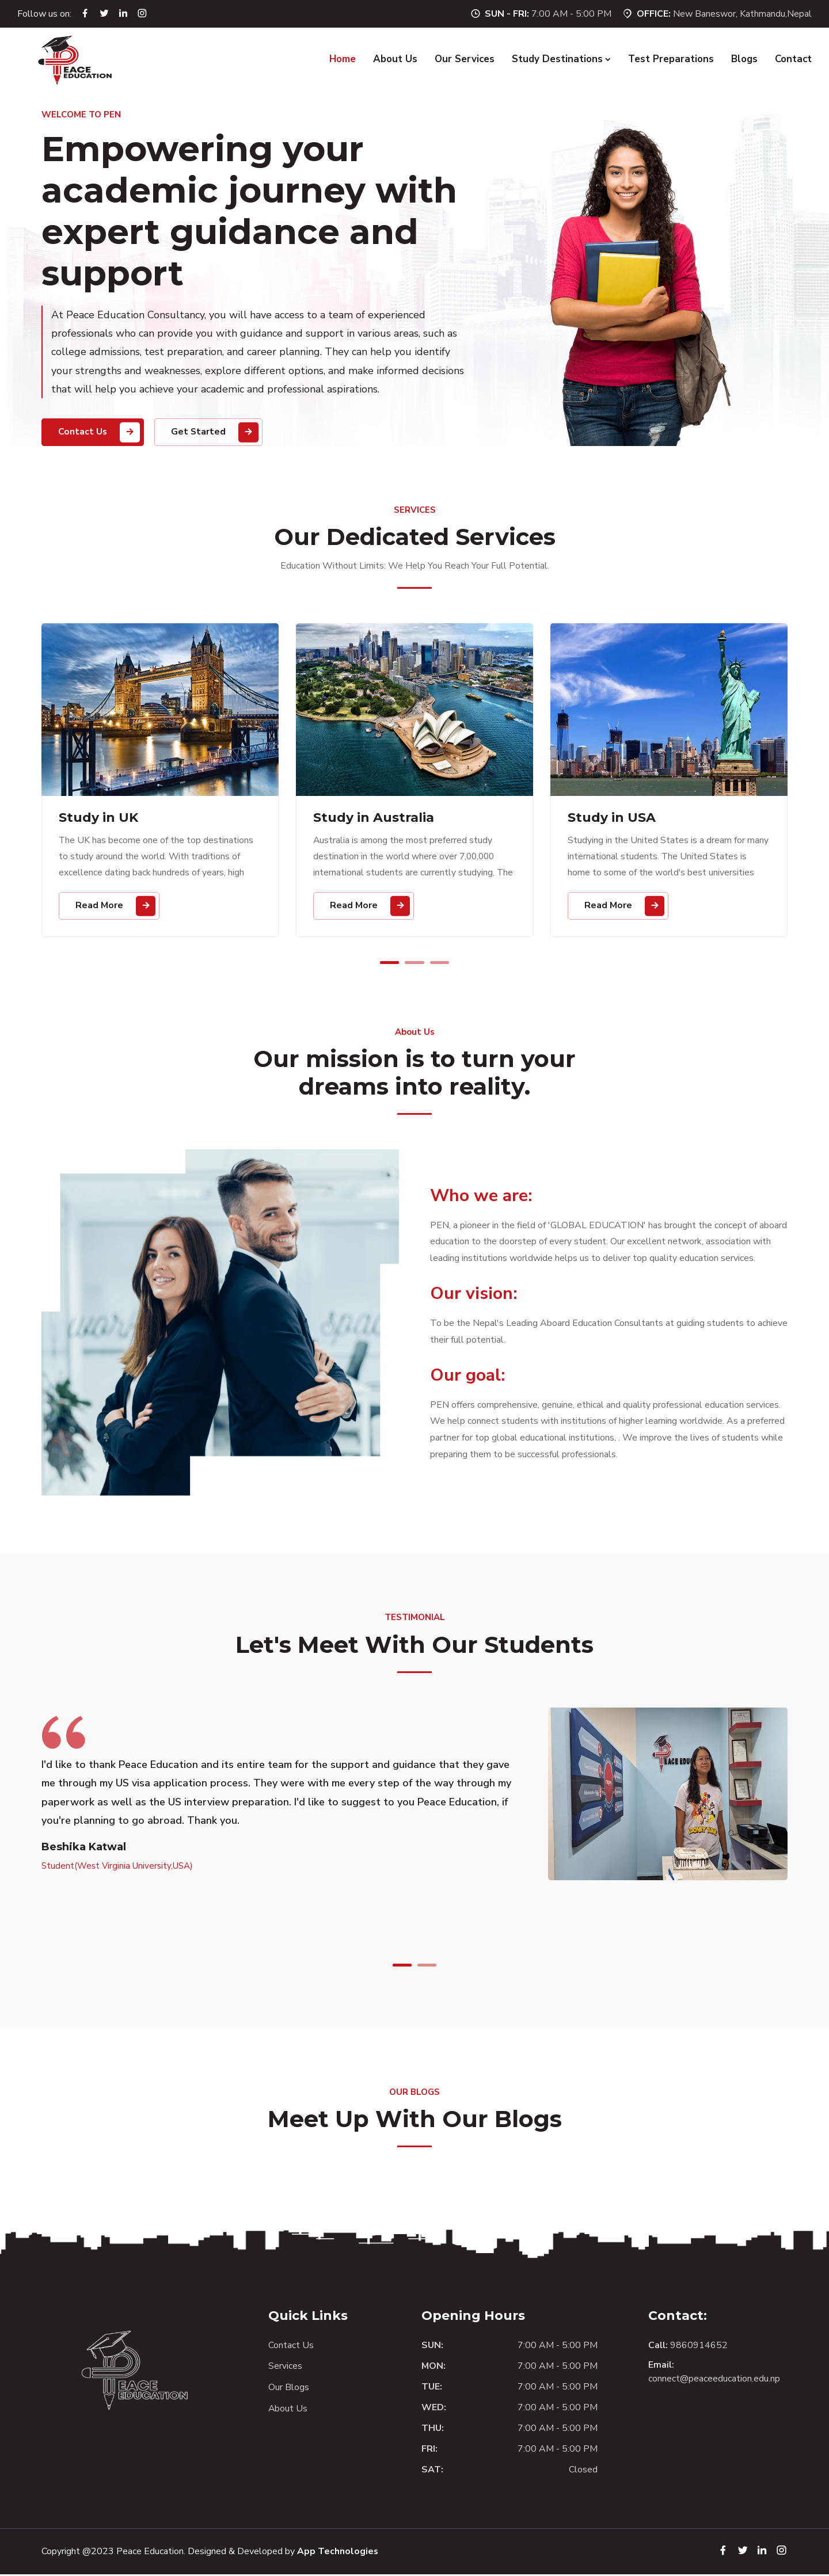 Follow us on:
SUN - FRI: 7:00 AM - 5:00 PM
OFFICE: New Baneswor, Kathmandu,Nepal
PEACE
EDUCATION
Home About Us Our Services Study Destinations Test Preparations Blogs Contact
WELCOME TO PEN
Empowering your
academic journey with
expert guidance and
support
At Peace Education Consultancy, you will have access to a team of experienced
professionals who can provide you with guidance and support in various areas, such as
college admissions, test preparation, and career planning. They can help you identify
your strengths and weaknesses, explore different options, and make informed decisions
that will help you achieve your academic and professional aspirations.
Contact Us
Get Started
SERVICES
Our Dedicated Services
Education Without Limits: We Help You Reach Your Full Potential.
Study in UK
The UK has become one of the top destinations
to study around the world. With traditions of
excellence dating back hundreds of years, high
Read More
Study in Australia
Australia is among the most preferred study
destination in the world where over 7,00,000
international students are currently studying. The
Read More
Study in USA
Studying in the United States is a dream for many
international students. The United States is
home to some of the world's best universities
Read More
About Us
Our mission is to turn your
dreams into reality.
Who we are:
PEN, a pioneer in the field of 'GLOBAL EDUCATION' has brought the concept of aboard
education to the doorstep of every student. Our excellent network, association with
leading institutions worldwide helps us to deliver top quality education services.
Our vision:
To be the Nepal's Leading Aboard Education Consultants at guiding students to achieve
their full potential.
Our goal:
PEN offers comprehensive, genuine, ethical and quality professional education services.
We help connect students with institutions of higher learning worldwide. As a preferred
partner for top global educational institutions, . We improve the lives of students while
preparing them to be successful professionals.
TESTIMONIAL
Let's Meet With Our Students
I'd like to thank Peace Education and its entire team for the support and guidance that they gave
me through my US visa application process. They were with me every step of the way through my
paperwork as well as the US interview preparation. I'd like to suggest to you Peace Education, if
you're planning to go abroad. Thank you.
Beshika Katwal
Student(West Virginia University,USA)
OUR BLOGS
Meet Up With Our Blogs
PEACE
EDUCATION
Quick Links
Contact Us
Services
Our Blogs
About Us
Opening Hours
SUN: 7:00 AM - 5:00 PM
MON: 7:00 AM - 5:00 PM
TUE: 7:00 AM - 5:00 PM
WED: 7:00 AM - 5:00 PM
THU: 7:00 AM - 5:00 PM
FRI: 7:00 AM - 5:00 PM
SAT: Closed
Contact:
Call: 9860914652
Email:
connect@peaceeducation.edu.np
Copyright @2023 Peace Education. Designed & Developed by App Technologies